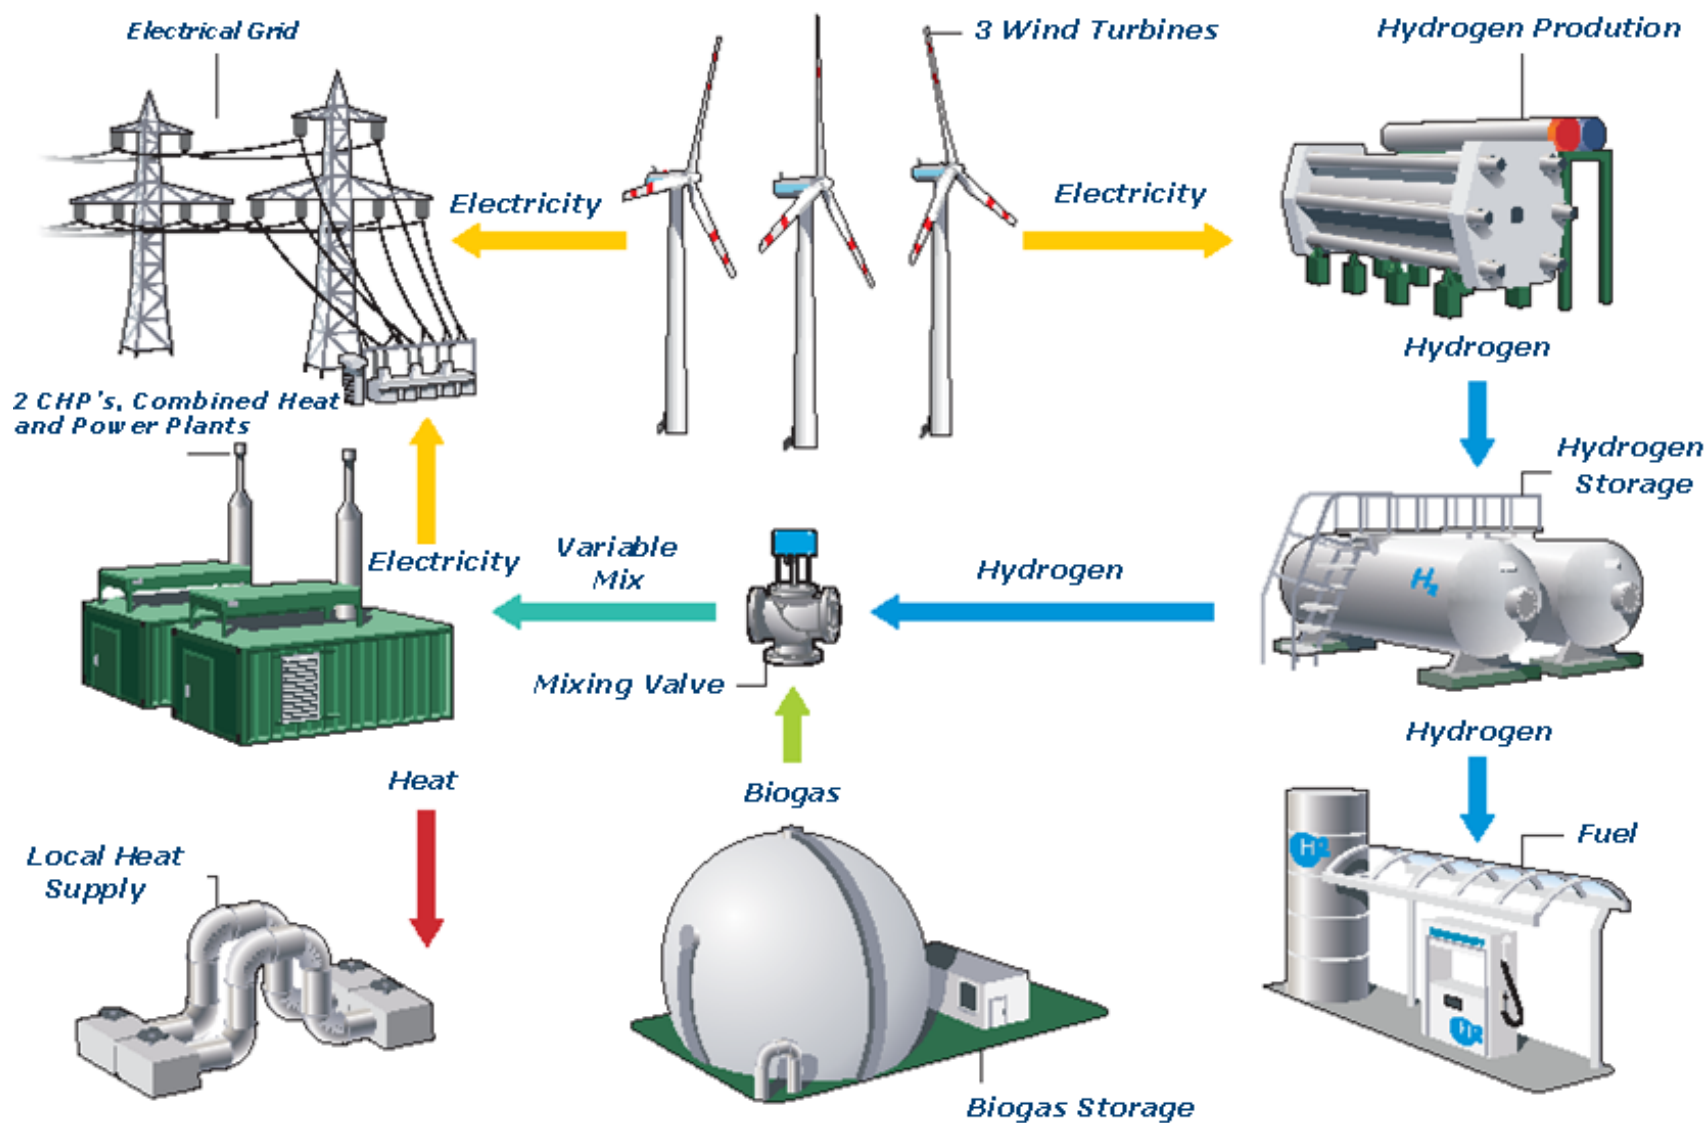 Electrical Grid
3 Wind Turbines
Hydrogen Prodution
Electricity
Electricity
Hydrogen
2 CHP's, Combined Heat
and Power Plants
Hydrogen
Storage
Electricity
Variable
Mix
Hydrogen
H2
Mixing Valve
Hydrogen
Heat
Biogas
Fuel
H2
Local Heat
Supply
H2
Biogas Storage